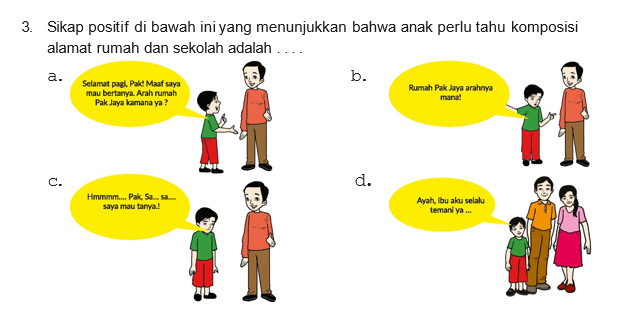 3. Sikap positif di bawah ini yang menunjukkan bahwa anak perlu tahu komposisi
alamat rumah dan sekolah adalah . . . .
a.
Selamat pagi, Pak! Maaf saya
mau bertanya. Arah rumah
Pak Jaya kamana ya ?
b.
Rumah Pak Jaya arahnya
mana!
c.
Hmmmm.... Pak, Sa... sa....
saya mau tanya.!
d.
Ayah, ibu aku selalu
temani ya ...